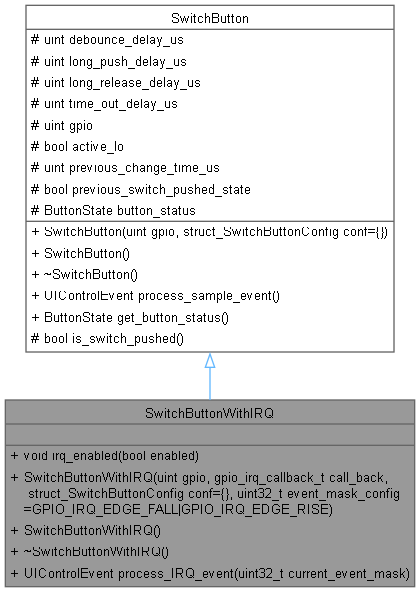 SwitchButton
# uint debounce_delay_us
# uint long_push_delay_us
# uint long_release_delay_us
# uint time_out_delay_us
# uint gpio
# bool active_lo
# uint previous_change_time_us
# bool previous_switch_pushed_state
# ButtonState button_status
+ SwitchButton(uint gpio, struct_SwitchButtonConfig conf={})
+ SwitchButton()
+ ~SwitchButton()
+ UIControlEvent process_sample_event()
+ ButtonState get_button_status()
# bool is_switch_pushed()
SwitchButtonWithIRQ
+ void irq_enabled(bool enabled)
+ SwitchButtonWithIRQ(uint gpio, gpio_irq_callback_t call_back,
struct_SwitchButtonConfig conf={}, uint32_t event_mask_config
=GPIO_IRQ_EDGE_FALL|GPIO_IRQ_EDGE_RISE)
+ SwitchButtonWithIRQ()
+ ~SwitchButtonWithIRQ()
+ UIControlEvent process_IRQ_event(uint32_t current_event_mask)